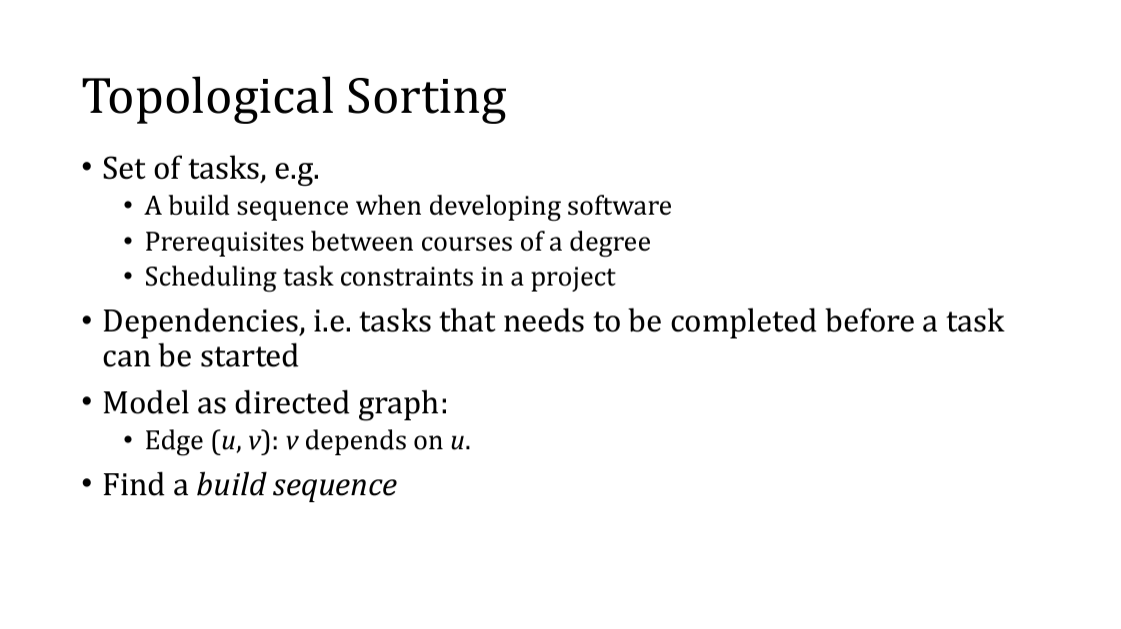 Topological Sorting
• Set of tasks, e.g.
• A build sequence when developing software
• Prerequisites between courses of a degree
• Scheduling task constraints in a project
• Dependencies, i.e. tasks that needs to be completed before a task
can be started
• Model as directed graph:
• Edge (u, v): v depends on u.
• Find a build sequence